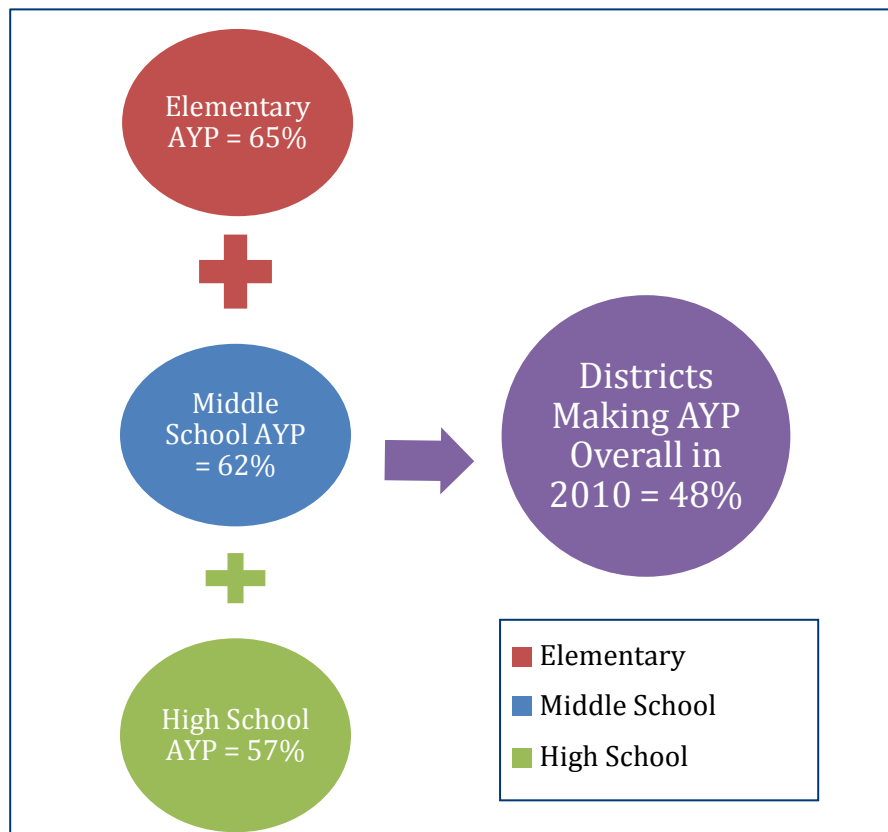 Elementary
AYP = 65%
Middle
School AYP
= 62%
High School
AYP = 57%
Districts
Making AYP
Overall in
2010 = 48%
Elementary
Middle School
High School